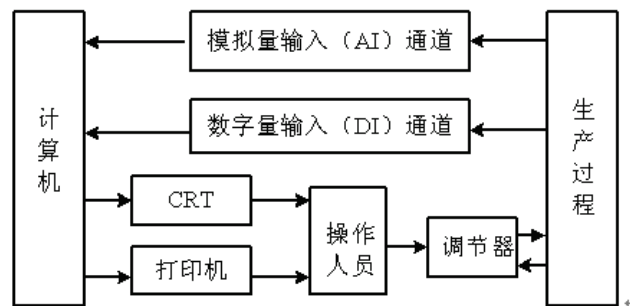 模拟量输入（AI）通道
计算机
数字量输入（DI）通道
生产过程
CRT
打印机
操作
人员
调节器